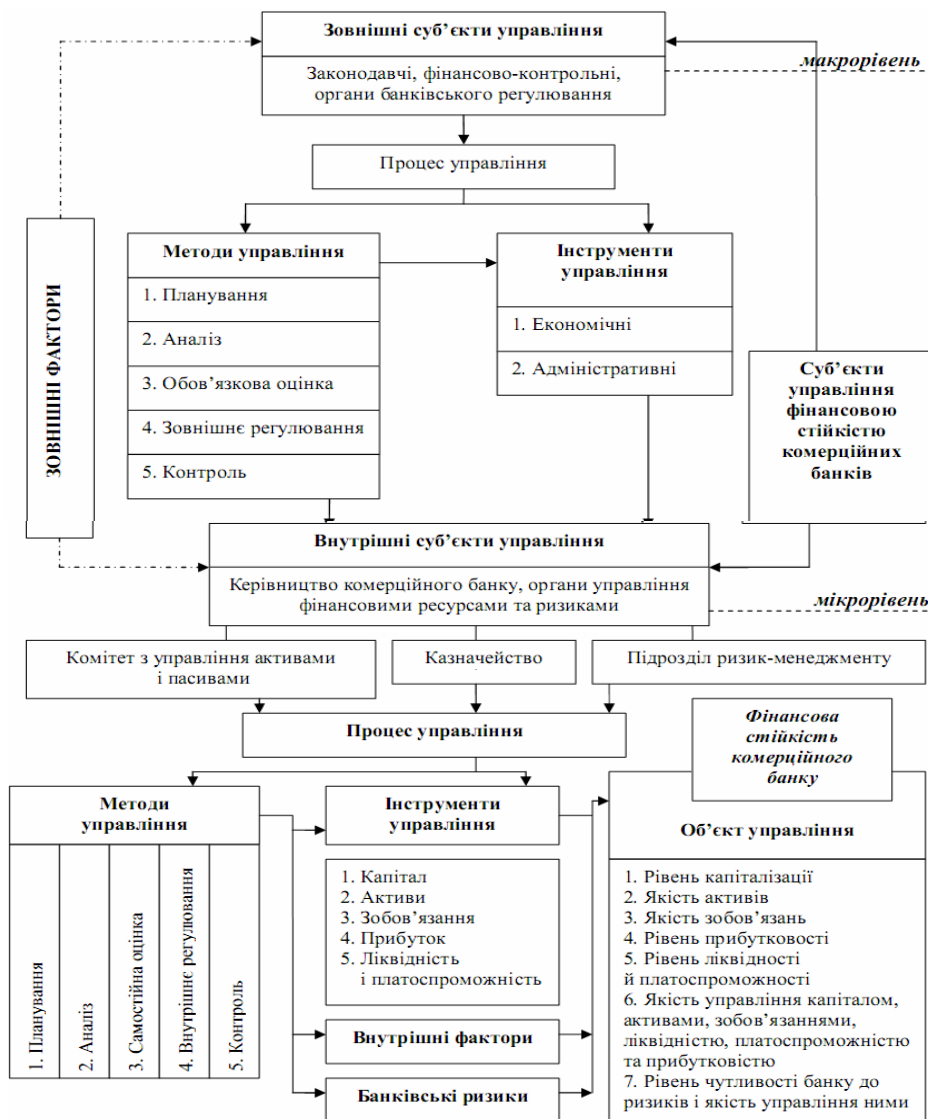 Зовнішні суб’єкти управління
макрорівень
Законодавчі, фінансово-контрольні,
органи банківського регулювання
Процес управління
ЗОВНІШНІ ФАКТОРИ
Методи управління
1. Планування
2. Аналіз
3. Обов’язкова оцінка
4. Зовнішнє регулювання
5. Контроль
Інструменти
управління
1. Економічні
2. Адміністративні
Суб’єкти
управління
фінансовою
стійкістю
комерційних
банків
Внутрішні суб’єкти управління
Керівництво комерційного банку, органи управління
фінансовими ресурсами та ризиками
мікрорівень
Комітет з управління активами
і пасивами
Казначейство
Підрозділ ризик-менеджменту
Процес управління
Фінансова
стійкість
комерційного
банку
Методи
управління
1. Планування
2. Аналіз
3. Самостійна оцінка
4. Внутрішнє регулювання
5. Контроль
Інструменти
управління
1. Капітал
2. Активи
3. Зобов’язання
4. Прибуток
5. Ліквідність
і платоспроможність
Внутрішні фактори
Банківські ризики
Об’єкт управління
1. Рівень капіталізації
2. Якість активів
3. Якість зобов’язань
4. Рівень прибутковості
5. Рівень ліквідності
й платоспроможності
6. Якість управління капіталом,
активами, зобов’язаннями,
ліквідністю, платоспроможністю
та прибутковістю
7. Рівень чутливості банку до
ризиків і якість управління ними